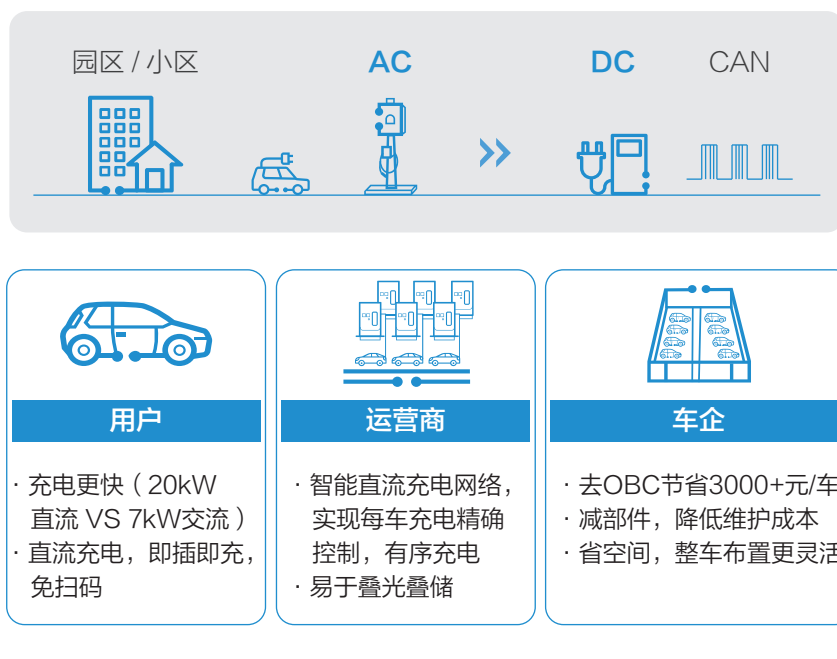 园区 / 小区
AC
DC
CAN
用户
· 充电更快（20kW
直流 VS 7kW交流）
· 直流充电，即插即充，
免扫码
运营商
· 智能直流充电网络，
实现每车充电精确
控制，有序充电
· 易于叠光叠储
车企
· 去OBC节省3000+元/车
· 减部件，降低维护成本
· 省空间，整车布置更灵活